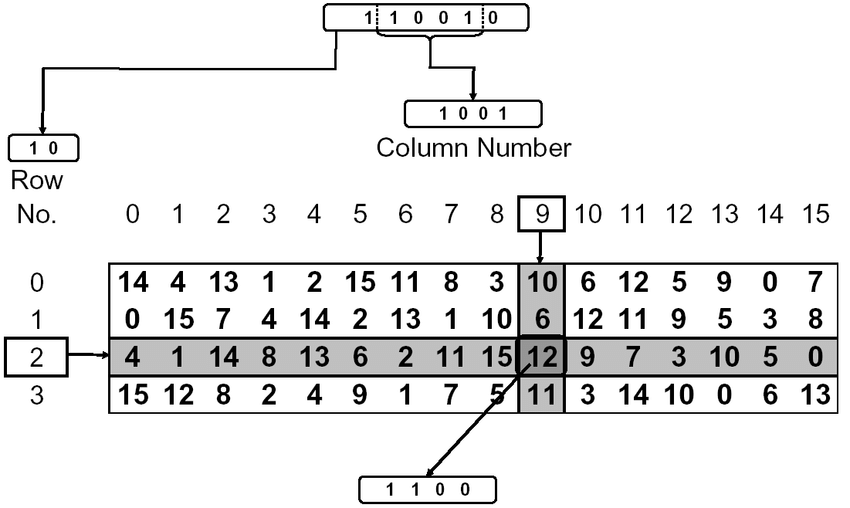 1 1 0 0 1 0
1 0 0 1
1 0
Column Number
Row
No. 0 1 2 3 4 5 6 7 8 9 10 11 12 13 14 15
0 14 4 13 1 2 15 11 8 3 10 6 12 5 9 0 7
1 0 15 7 4 14 2 13 1 10 6 12 11 9 5 3 8
2 4 1 14 8 13 6 2 11 15 12 9 7 3 10 5 0
3 15 12 8 2 4 9 1 7 5 11 3 14 10 0 6 13
1 1 0 0